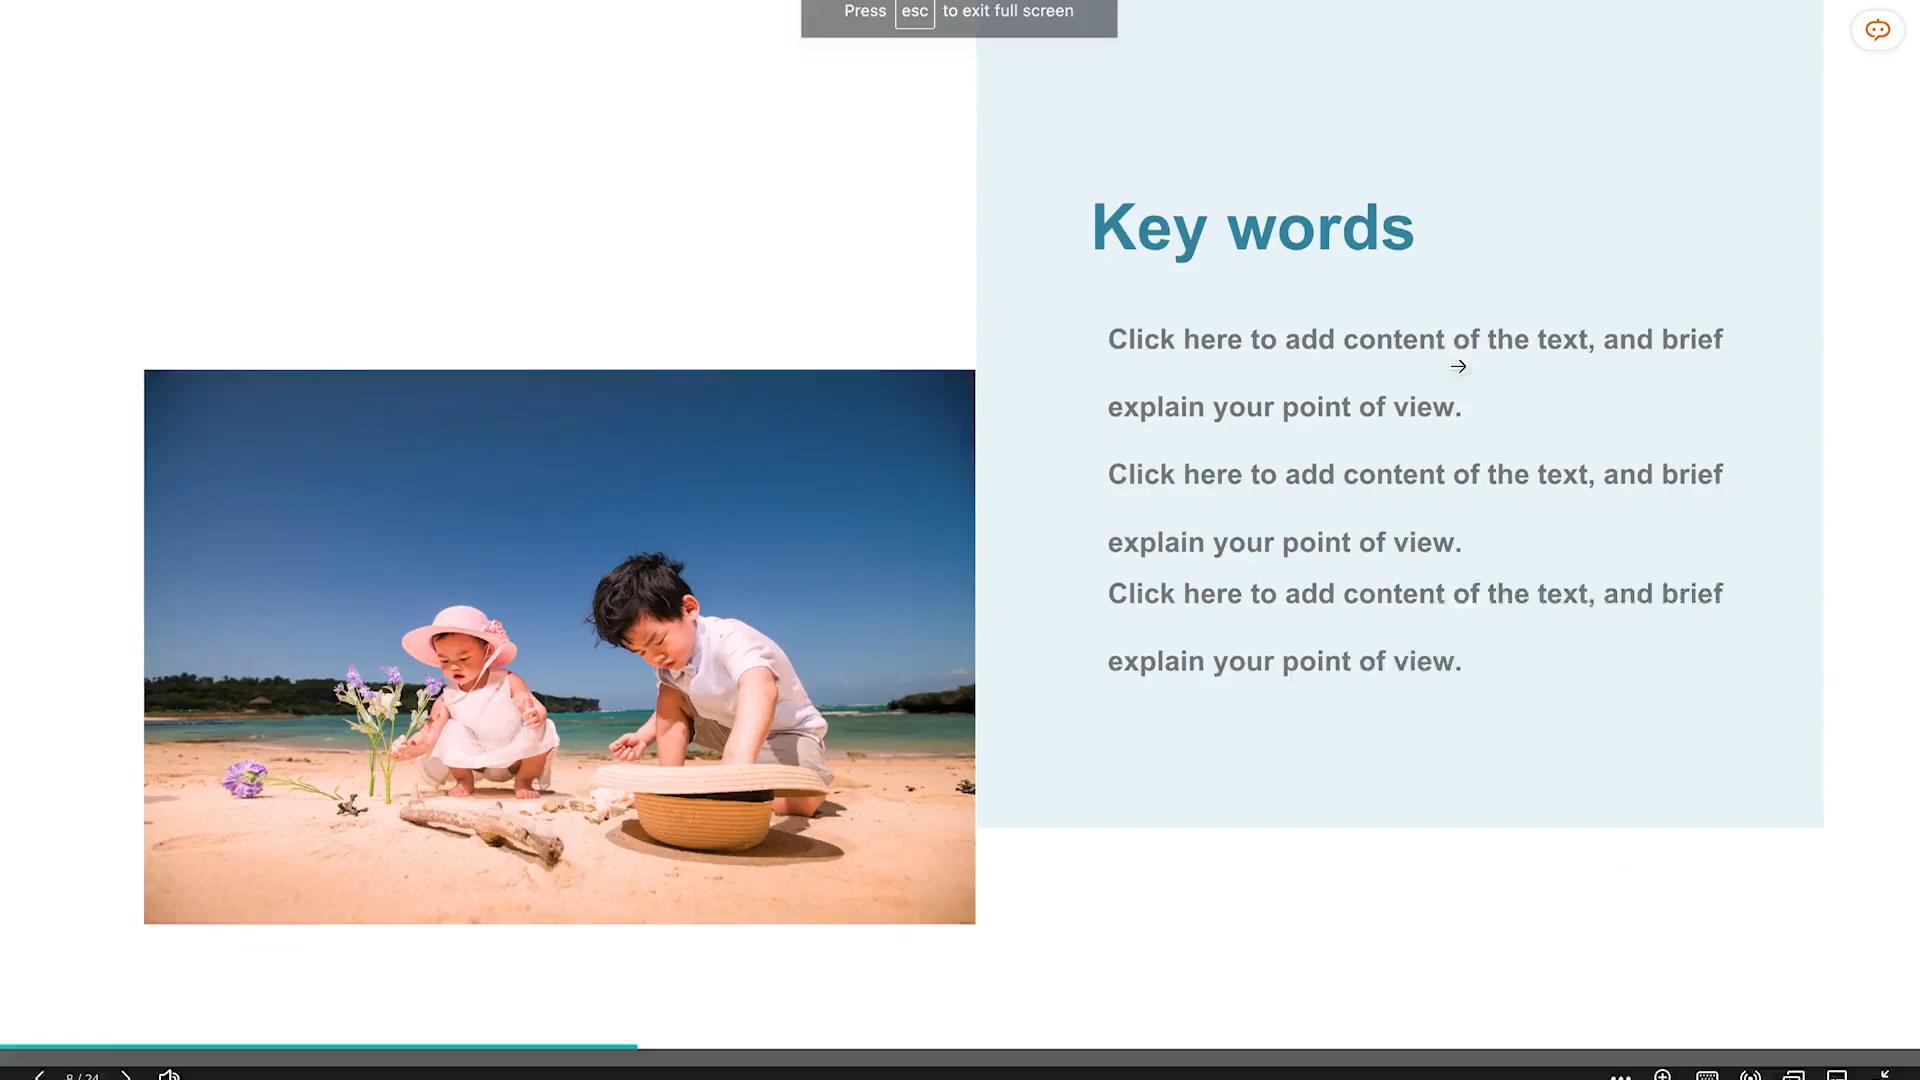 Press esc to exit full screen
Key words
Click here to add content of the text, and brief
explain your point of view.
Click here to add content of the text, and brief
explain your point of view.
Click here to add content of the text, and brief
explain your point of view.
8 / 24